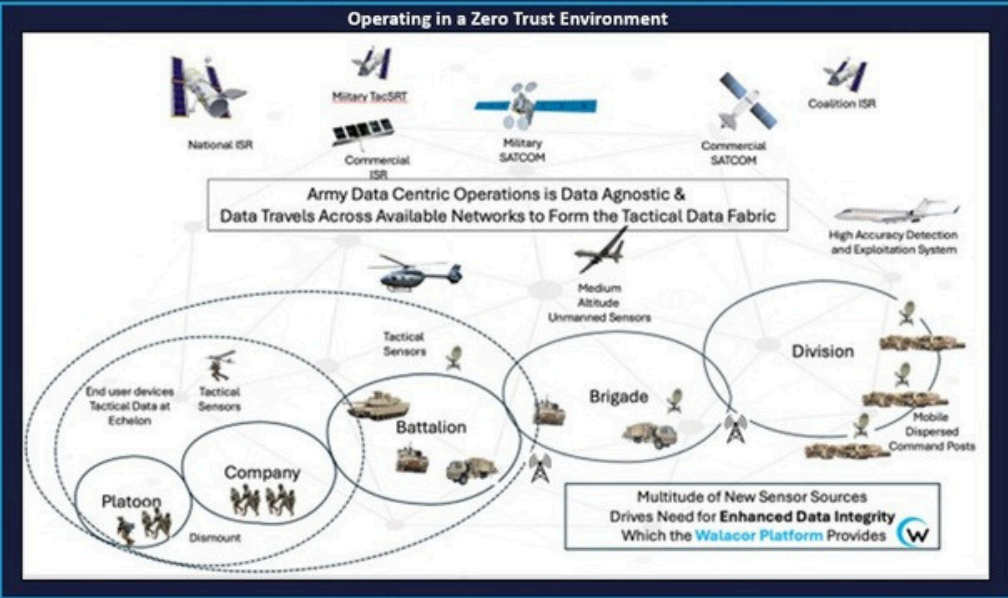 Operating in a Zero Trust Environment
National ISR
Military TacSRT
Commercial
ISR
Military
SATCOM
Commercial
SATCOM
Coalition ISR
Army Data Centric Operations is Data Agnostic &
Data Travels Across Available Networks to Form the Tactical Data Fabric
High Accuracy Detection
and Exploitation System
Medium
Altitude
Unmanned Sensors
Tactical
Sensors
End user devices
Tactical Data at
Echelon
Tactical
Sensors
Division
Brigade
Battalion
Mobile
Dispersed
Command Posts
Company
Platoon
Dismount
Multitude of New Sensor Sources
Drives Need for Enhanced Data Integrity
Which the Walacor Platform Provides
W